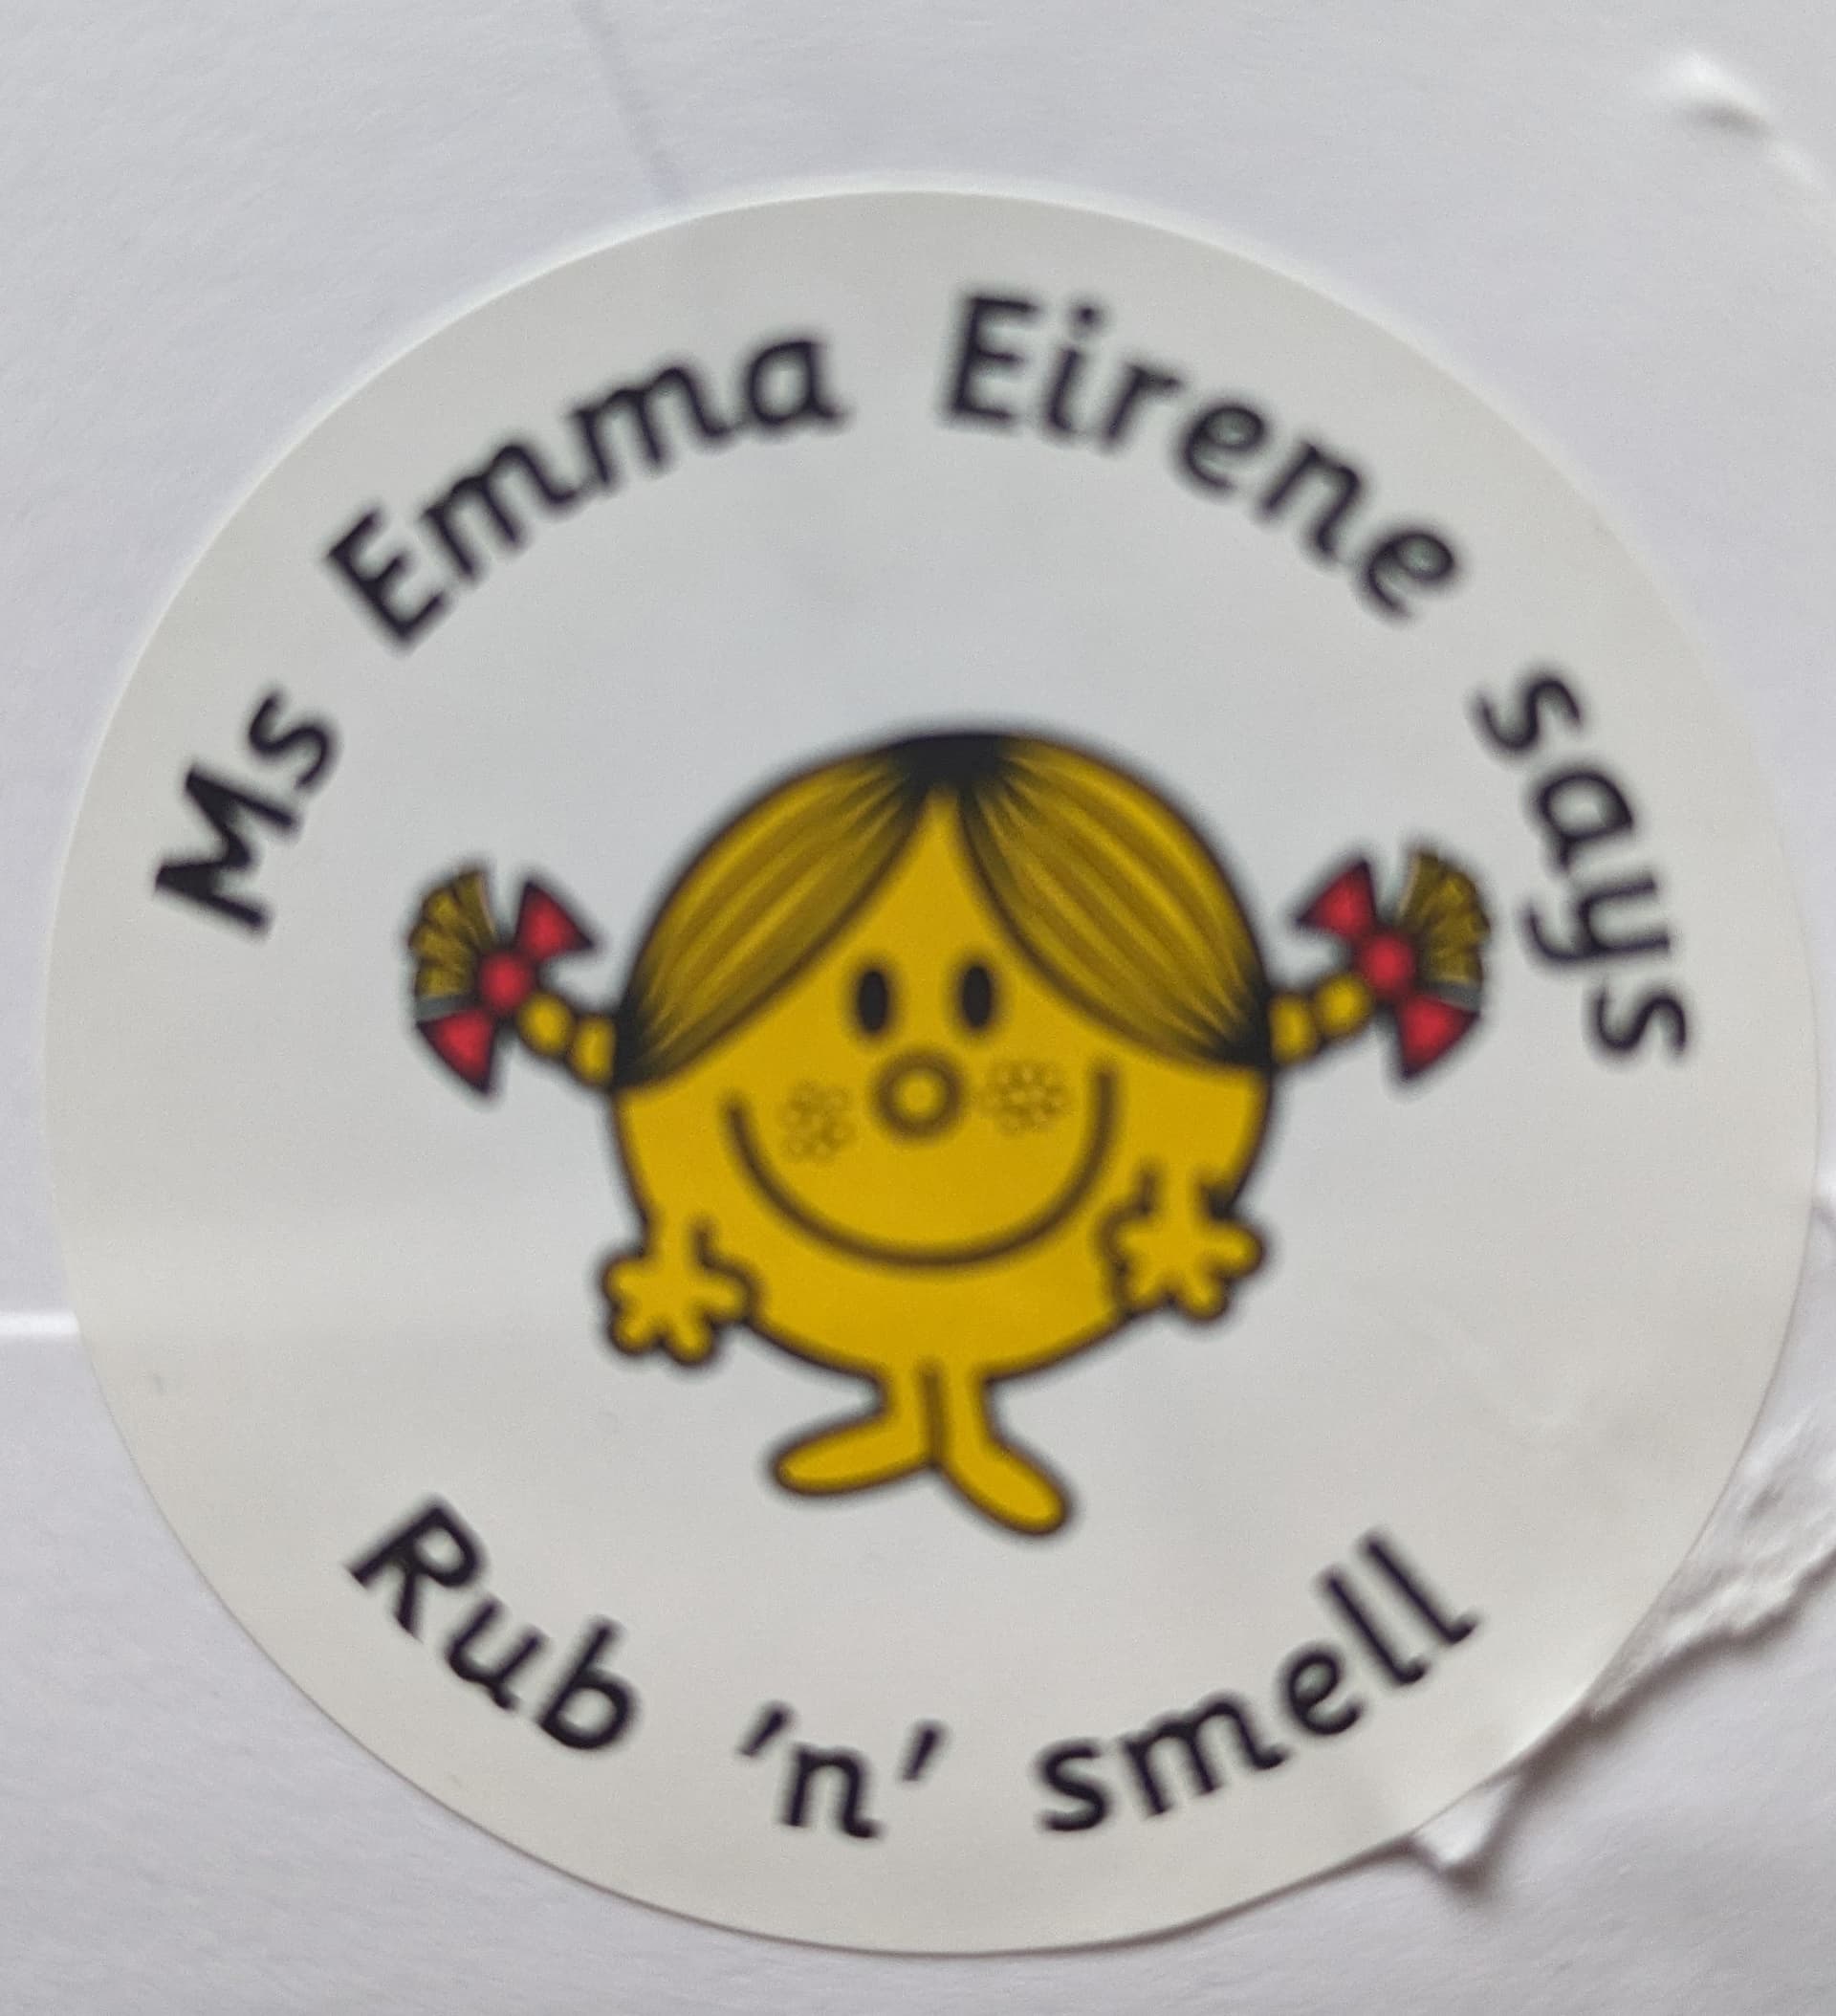 Ms Emma Eirene says
Rub 'n' smell